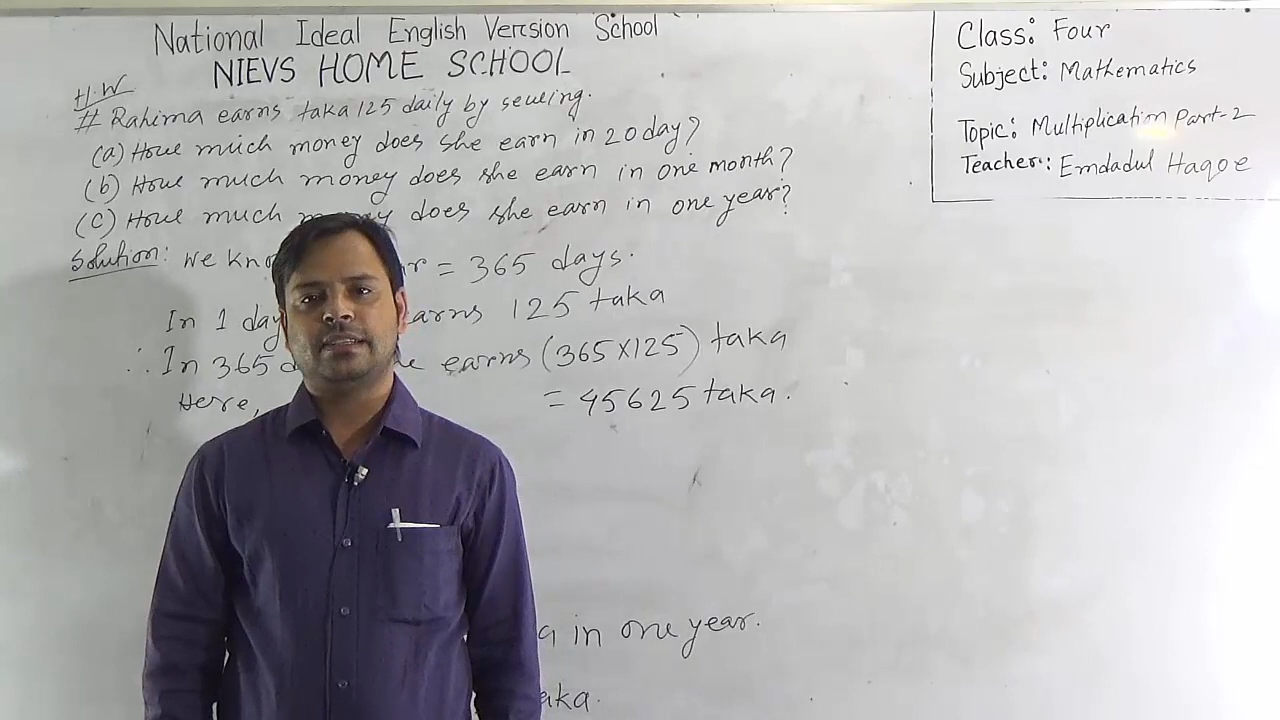 National Ideal English Version School
NIEVS HOME SCHOOL
H.W
# Rahima earns taka 125 daily by sewing.
(a) How much money does she earn in 20 day?
(b) How much money does she earn in one month?
(c) How much money does she earn in one year?
Solution: We = 365 days.
In 1 day earns 125 taka
∴ In 365 earns (365×125) taka
Here, = 45625 taka.
in one year.
Class: Four
Subject: Mathematics
Topic: Multiplication Part-2
Teacher: Emdadul Haqoe